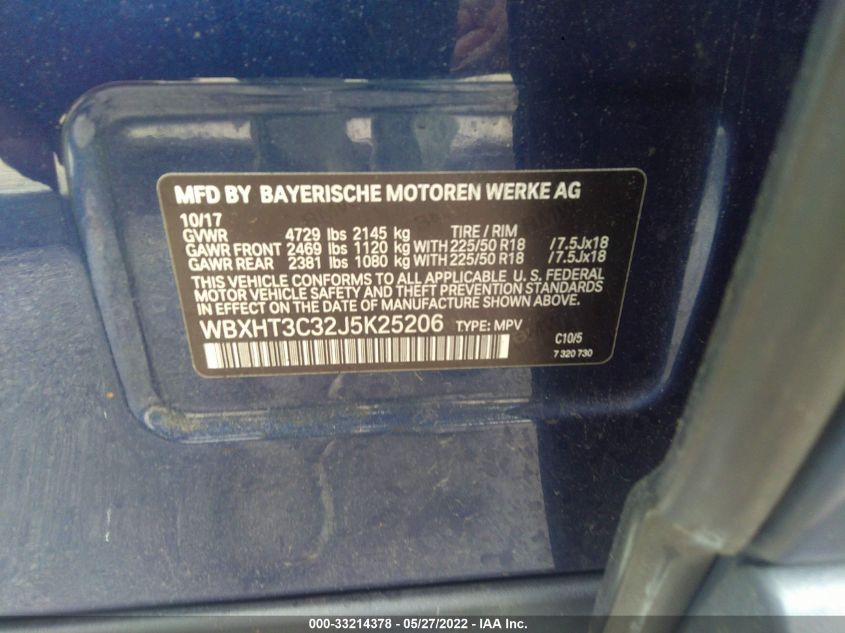 MFD BY BAYERISCHE MOTOREN WERKE AG
10/17
GVWR 4729 lbs 2145 kg TIRE / RIM
GAWR FRONT 2469 lbs 1120 kg WITH 225/50 R18 /7.5Jx18
GAWR REAR 2381 lbs 1080 kg WITH 225/50 R18 /7.5Jx18
THIS VEHICLE CONFORMS TO ALL APPLICABLE U. S. FEDERAL
MOTOR VEHICLE SAFETY AND THEFT PREVENTION STANDARDS
IN EFFECT ON THE DATE OF MANUFACTURE SHOWN ABOVE.
WBXHT3C32J5K25206 TYPE: MPV
C10/5
7 320 730
000-33214378 - 05/27/2022 - IAA Inc.